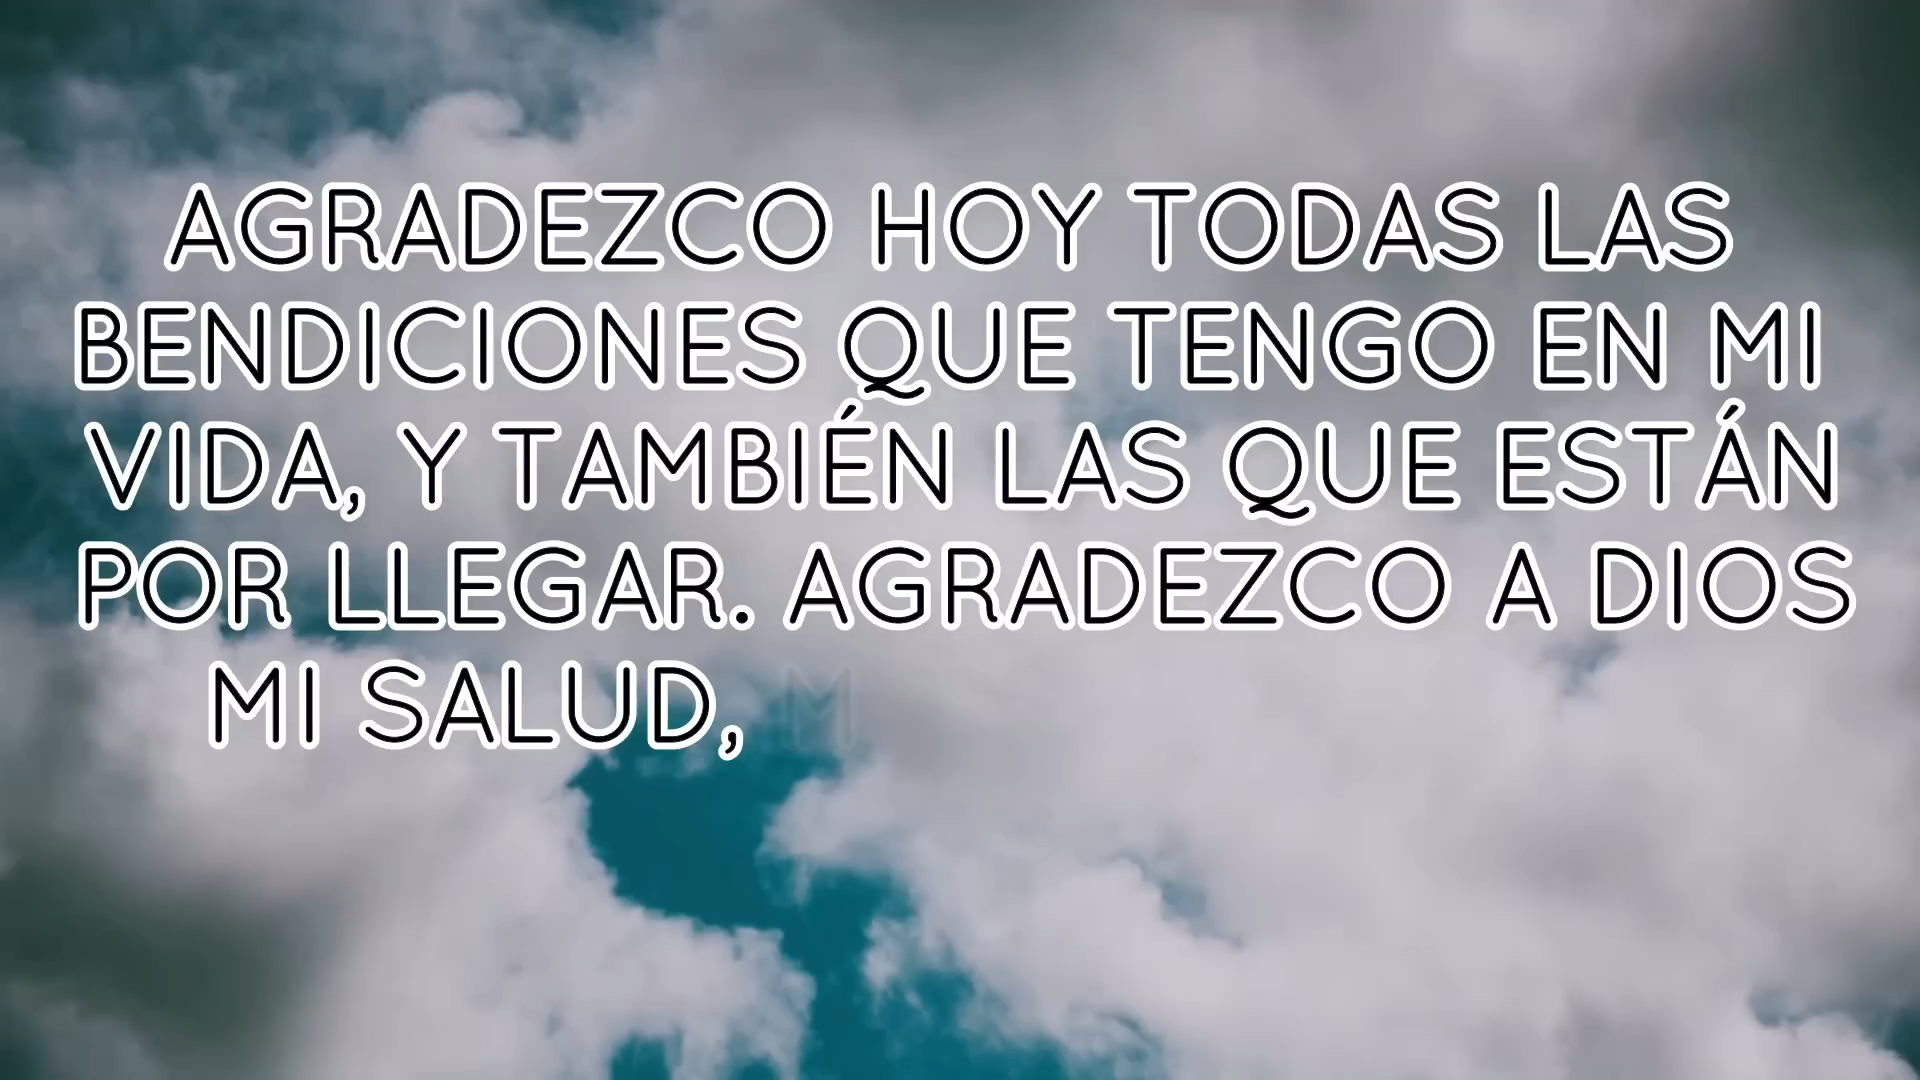 AGRADEZCO HOY TODAS LAS
BENDICIONES QUE TENGO EN MI
VIDA, Y TAMBIÉN LAS QUE ESTÁN
POR LLEGAR. AGRADEZCO A DIOS
MI SALUD, M